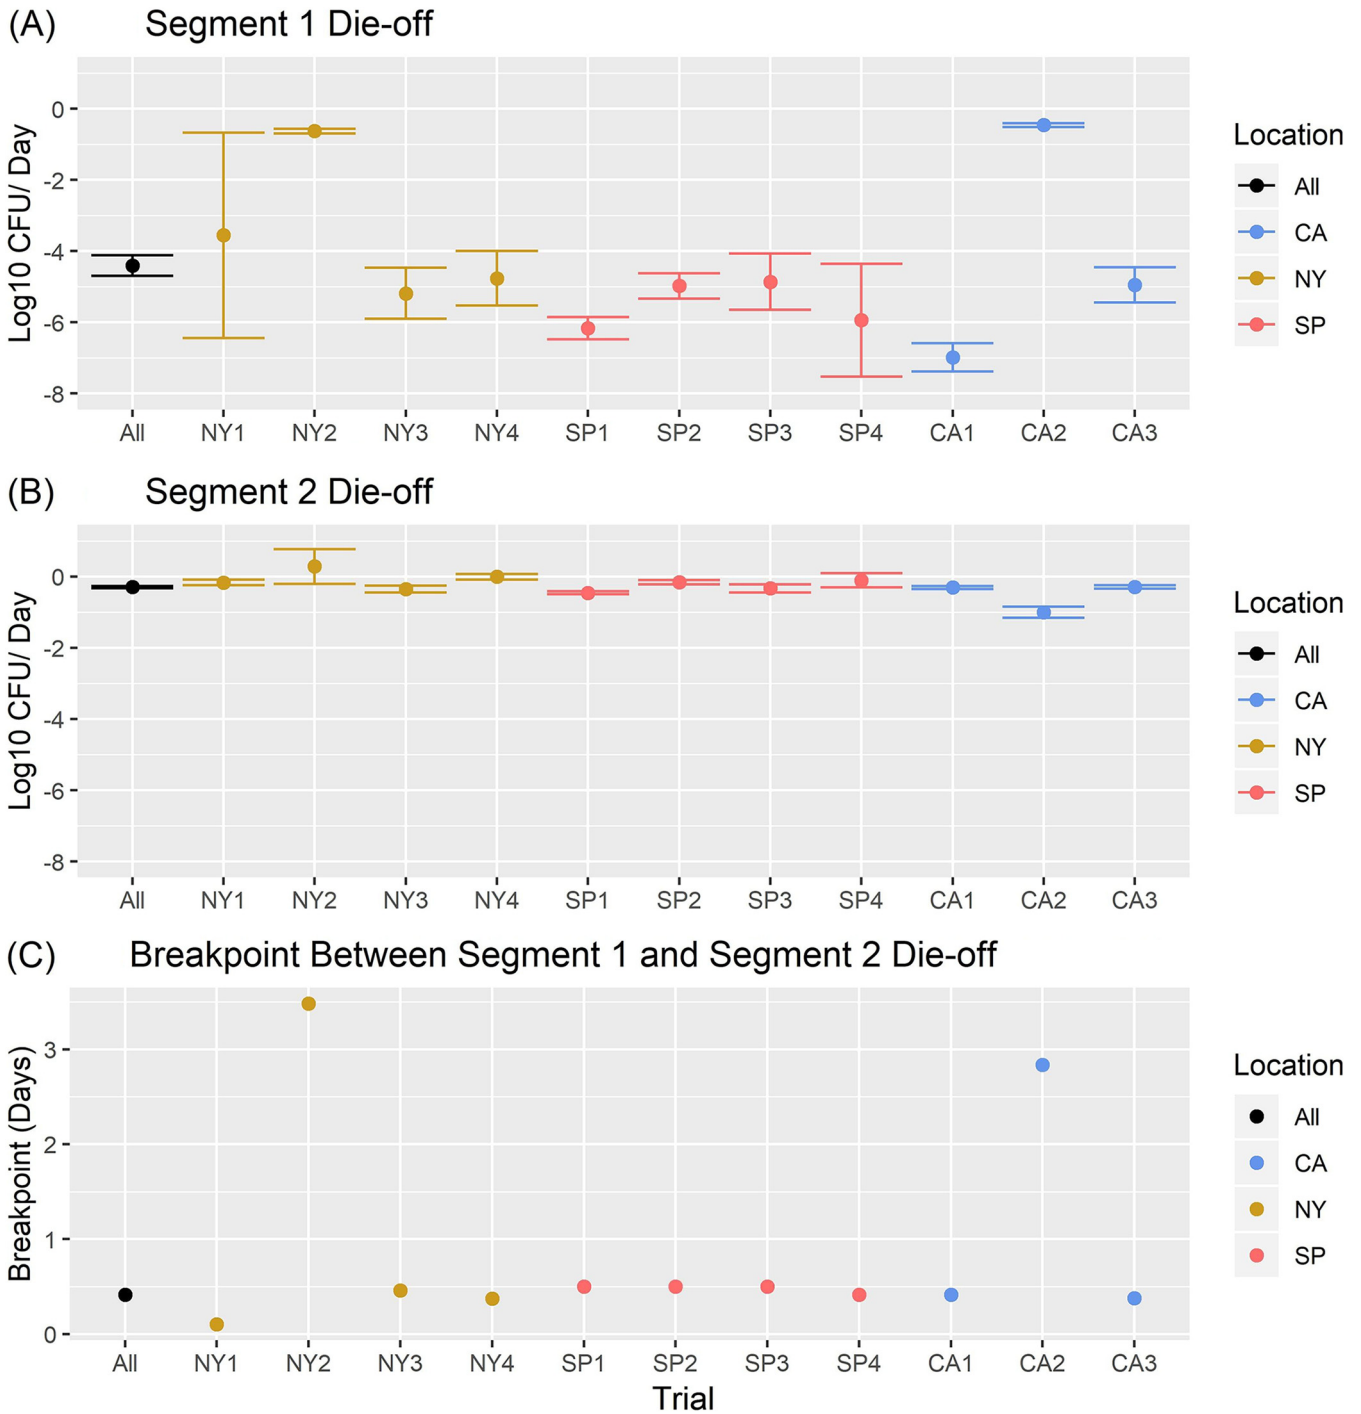 (A) Segment 1 Die-off
Log10 CFU/ Day
0
-2
-4
-6
-8
All NY1 NY2 NY3 NY4 SP1 SP2 SP3 SP4 CA1 CA2 CA3
Location
All
CA
NY
SP
(B) Segment 2 Die-off
Log10 CFU/ Day
0
-2
-4
-6
-8
All NY1 NY2 NY3 NY4 SP1 SP2 SP3 SP4 CA1 CA2 CA3
Location
All
CA
NY
SP
(C) Breakpoint Between Segment 1 and Segment 2 Die-off
Breakpoint (Days)
3
2
1
0
All NY1 NY2 NY3 NY4 SP1 SP2 SP3 SP4 CA1 CA2 CA3
Trial
Location
All
CA
NY
SP